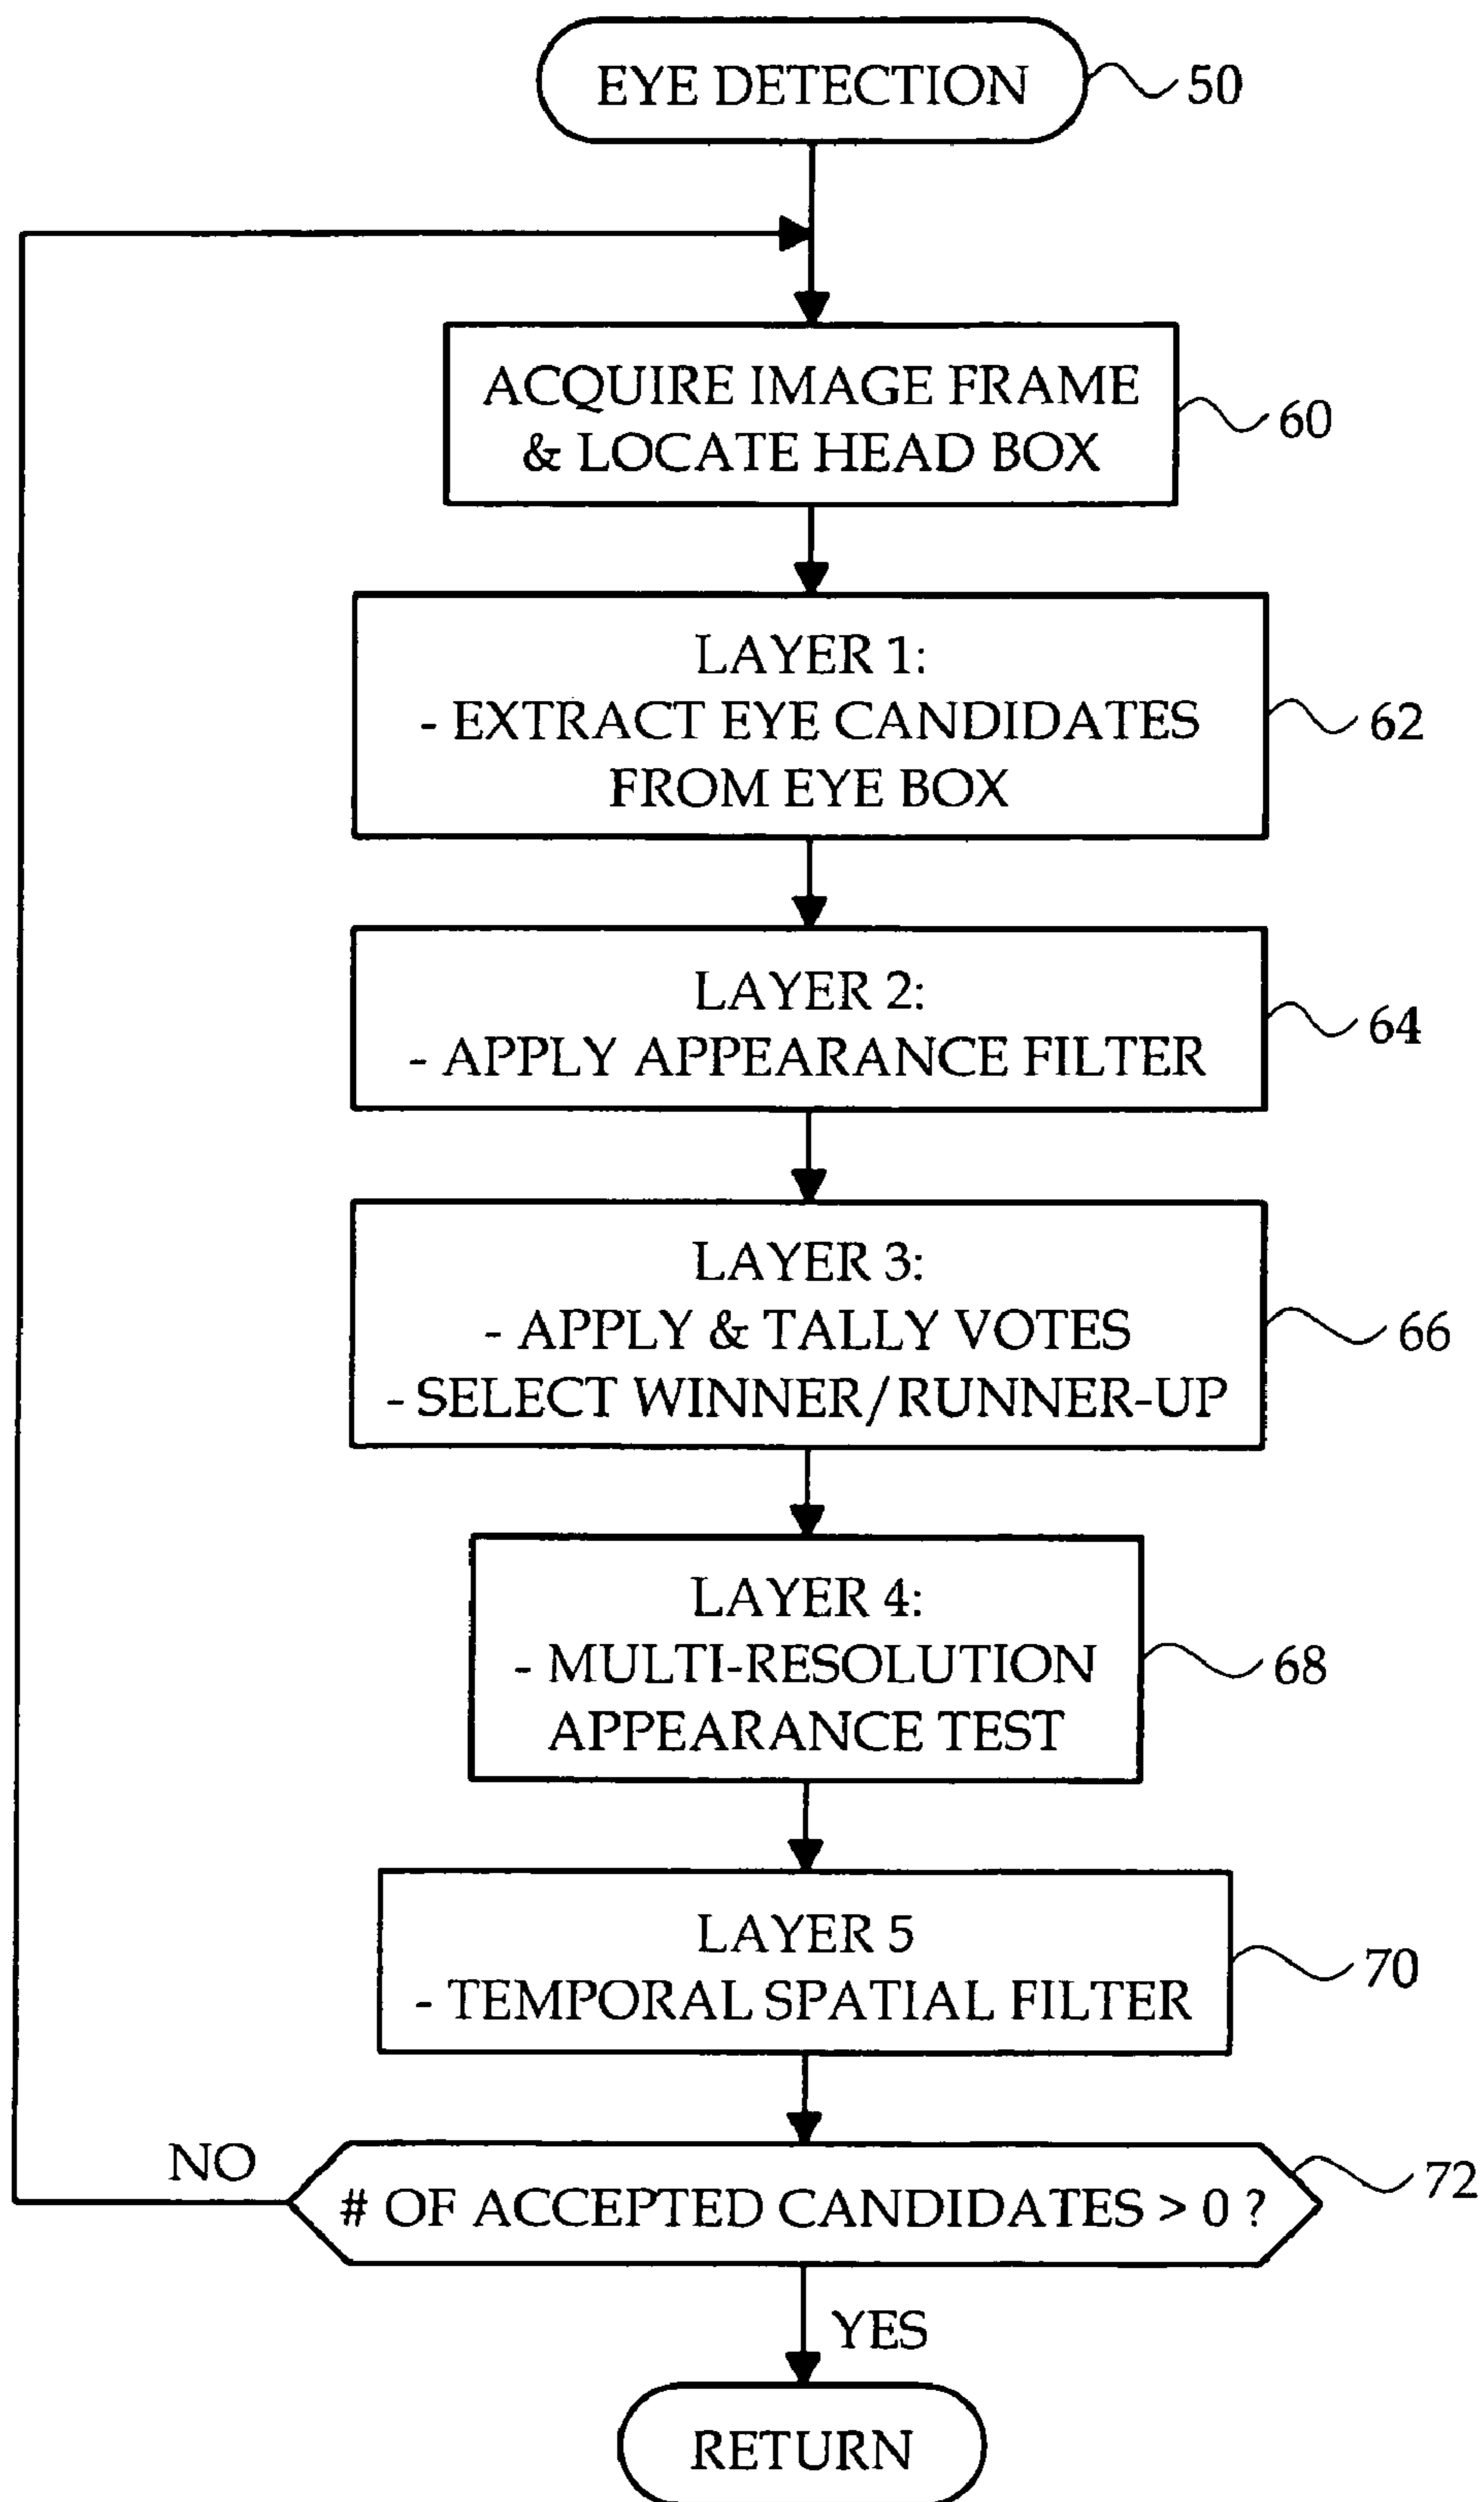 EYE DETECTION
50
ACQUIRE IMAGE FRAME
& LOCATE HEAD BOX
60
LAYER 1:
- EXTRACT EYE CANDIDATES
FROM EYE BOX
62
LAYER 2:
- APPLY APPEARANCE FILTER
64
LAYER 3:
- APPLY & TALLY VOTES
- SELECT WINNER/RUNNER-UP
66
LAYER 4:
- MULTI-RESOLUTION
APPEARANCE TEST
68
LAYER 5
- TEMPORAL SPATIAL FILTER
70
NO
# OF ACCEPTED CANDIDATES > 0 ?
72
YES
RETURN